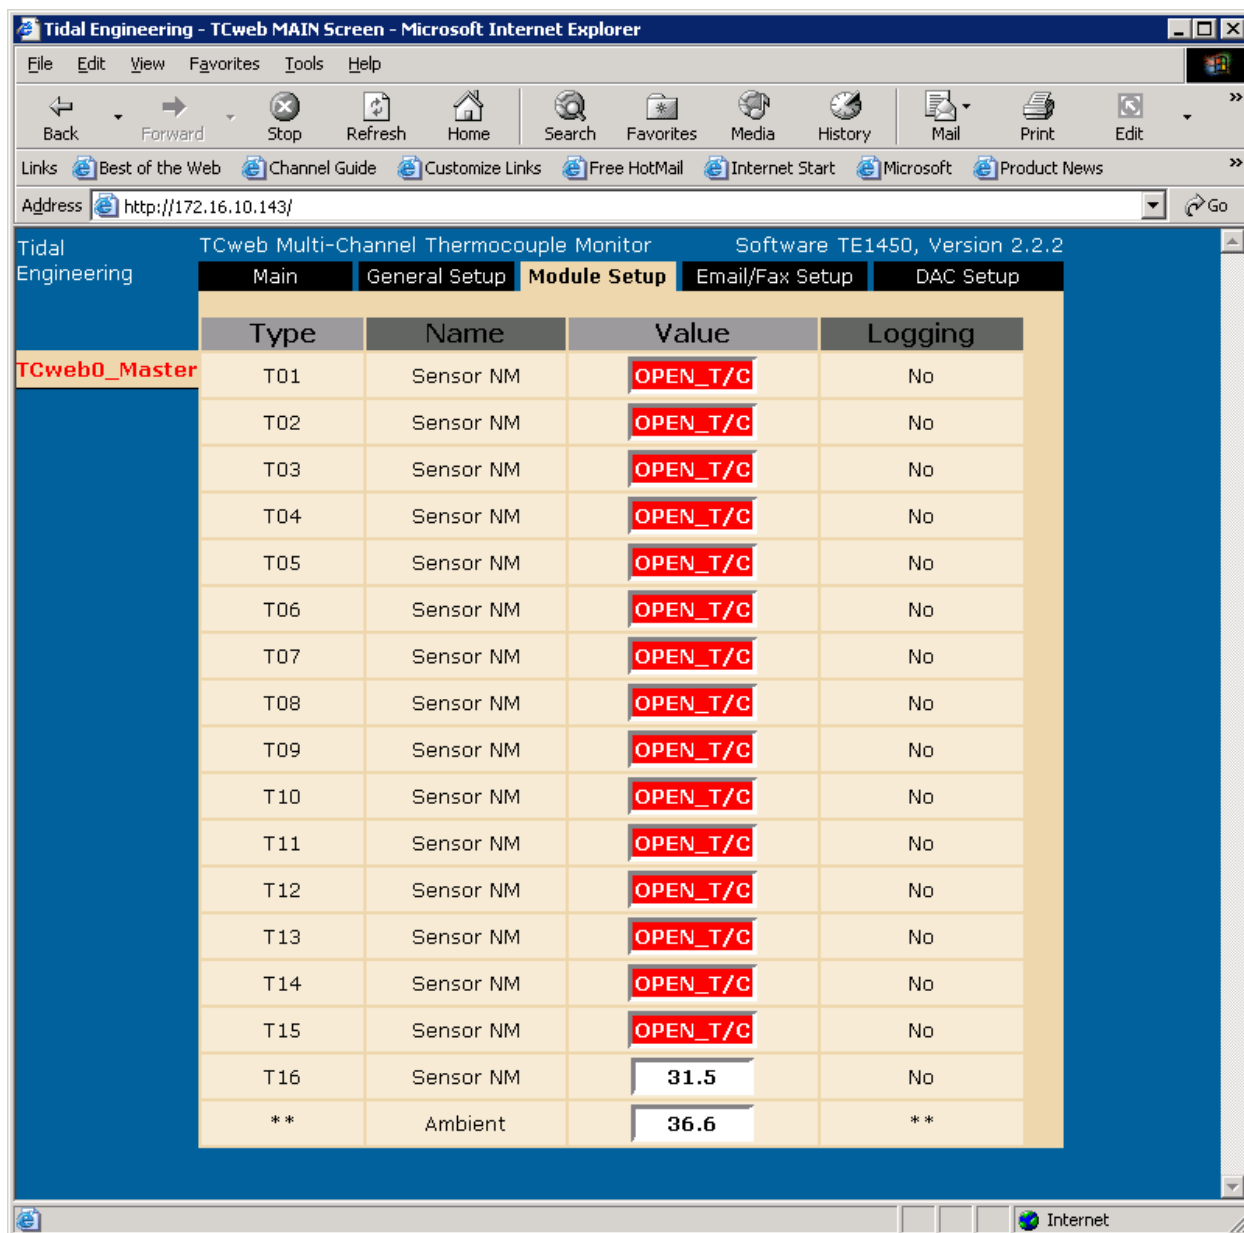 Tidal Engineering - TCweb MAIN Screen - Microsoft Internet Explorer
File Edit View Favorites Tools Help
Back Forward Stop Refresh Home Search Favorites Media History Mail Print Edit »
Links Best of the Web Channel Guide Customize Links Free HotMail Internet Start Microsoft Product News »
Address http://172.16.10.143/ Go
Tidal Engineering
TCweb Multi-Channel Thermocouple Monitor Software TE1450, Version 2.2.2
Main General Setup Module Setup Email/Fax Setup DAC Setup
TCweb0_Master
Type Name Value Logging
T01 Sensor NM OPEN_T/C No
T02 Sensor NM OPEN_T/C No
T03 Sensor NM OPEN_T/C No
T04 Sensor NM OPEN_T/C No
T05 Sensor NM OPEN_T/C No
T06 Sensor NM OPEN_T/C No
T07 Sensor NM OPEN_T/C No
T08 Sensor NM OPEN_T/C No
T09 Sensor NM OPEN_T/C No
T10 Sensor NM OPEN_T/C No
T11 Sensor NM OPEN_T/C No
T12 Sensor NM OPEN_T/C No
T13 Sensor NM OPEN_T/C No
T14 Sensor NM OPEN_T/C No
T15 Sensor NM OPEN_T/C No
T16 Sensor NM 31.5 No
** Ambient 36.6 **
Internet